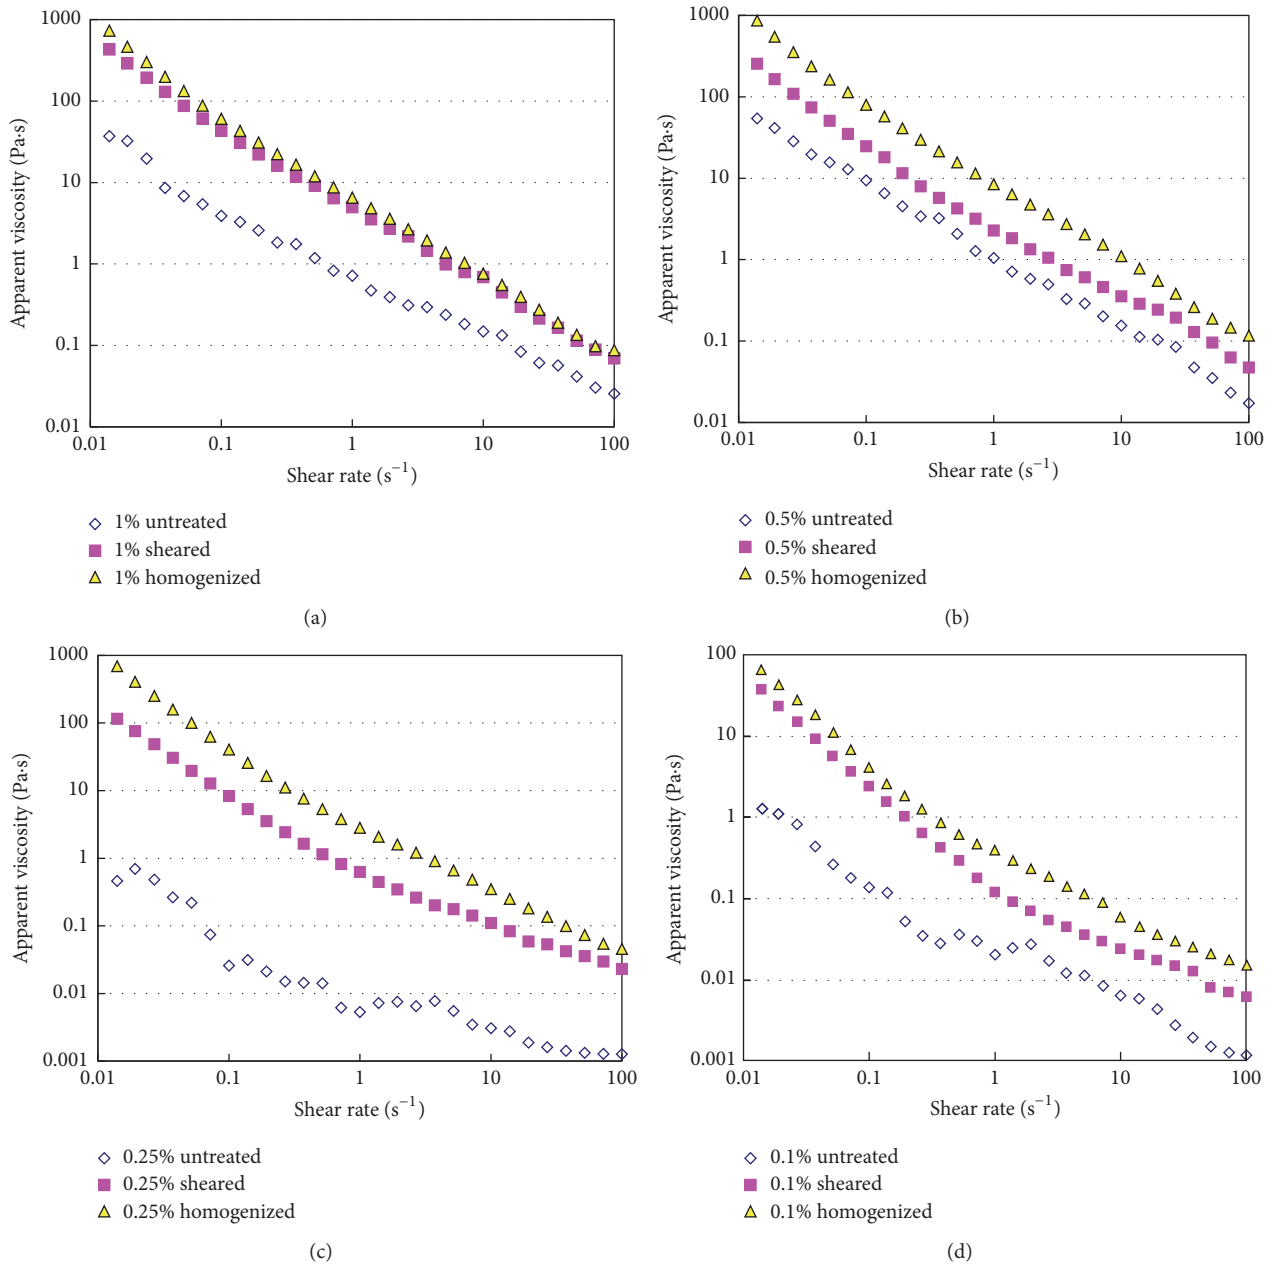 1000
100
10
1
0.1
0.01
Apparent viscosity (Pa·s)
0.01 0.1 1 10 100
Shear rate (s−1)
1% untreated
1% sheared
1% homogenized
(a)
1000
100
10
1
0.1
0.01
Apparent viscosity (Pa·s)
0.01 0.1 1 10 100
Shear rate (s−1)
0.5% untreated
0.5% sheared
0.5% homogenized
(b)
1000
100
10
1
0.1
0.01
0.001
Apparent viscosity (Pa·s)
0.01 0.1 1 10 100
Shear rate (s−1)
0.25% untreated
0.25% sheared
0.25% homogenized
(c)
100
10
1
0.1
0.01
0.001
Apparent viscosity (Pa·s)
0.01 0.1 1 10 100
Shear rate (s−1)
0.1% untreated
0.1% sheared
0.1% homogenized
(d)